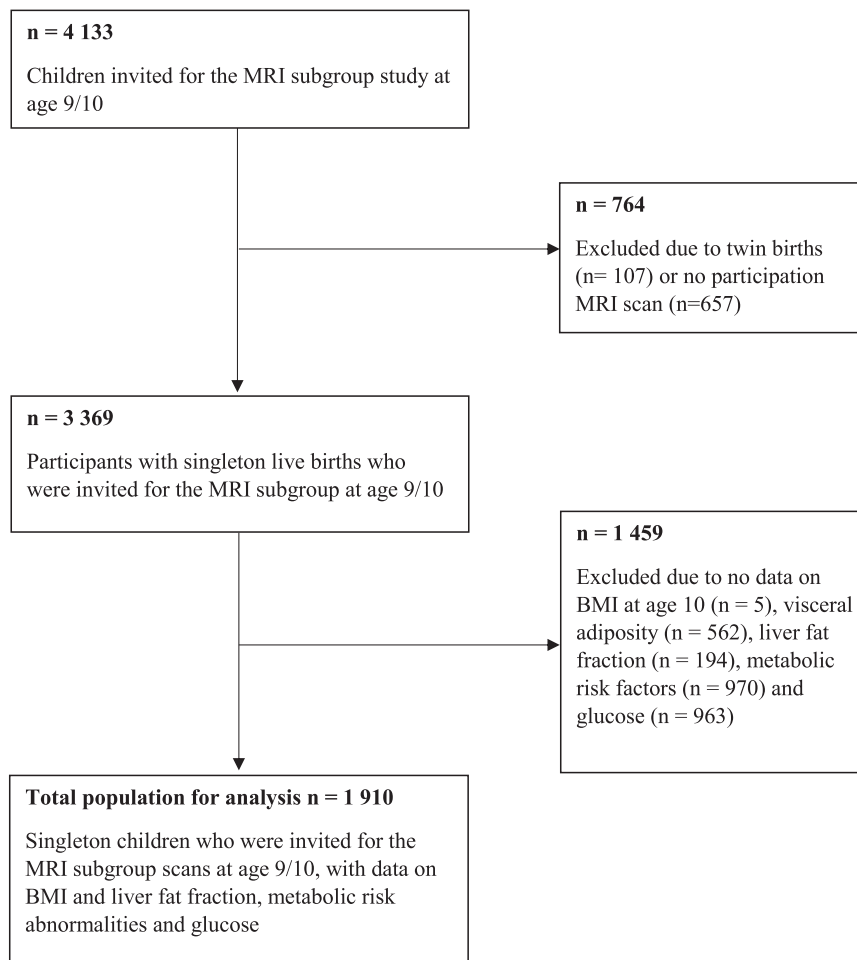 n = 4 133
Children invited for the MRI subgroup study at
age 9/10
n = 764
Excluded due to twin births
(n= 107) or no participation
MRI scan (n=657)
n = 3 369
Participants with singleton live births who
were invited for the MRI subgroup at age 9/10
n = 1 459
Excluded due to no data on
BMI at age 10 (n = 5), visceral
adiposity (n = 562), liver fat
fraction (n = 194), metabolic
risk factors (n = 970) and
glucose (n = 963)
Total population for analysis n = 1 910
Singleton children who were invited for the
MRI subgroup scans at age 9/10, with data on
BMI and liver fat fraction, metabolic risk
abnormalities and glucose